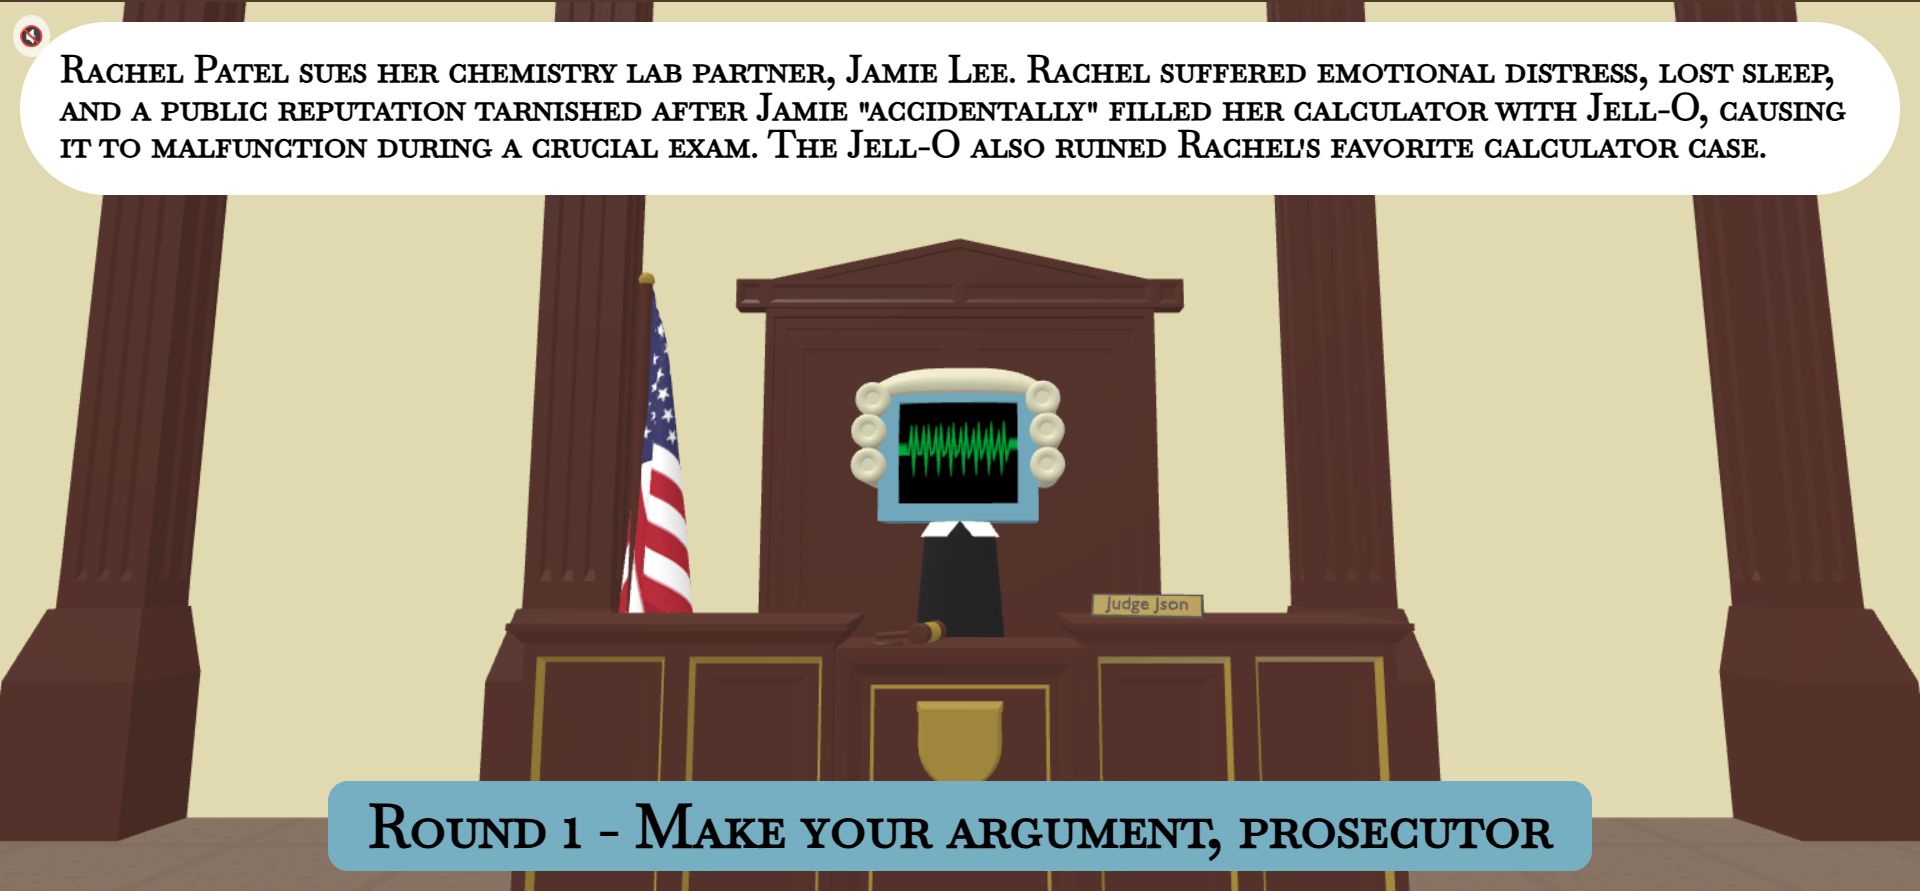 Rachel Patel sues her chemistry lab partner, Jamie Lee. Rachel suffered emotional distress, lost sleep,
and a public reputation tarnished after Jamie "accidentally" filled her calculator with Jell-O, causing
it to malfunction during a crucial exam. The Jell-O also ruined Rachel's favorite calculator case.
Judge Json
Round 1 - Make your argument, prosecutor